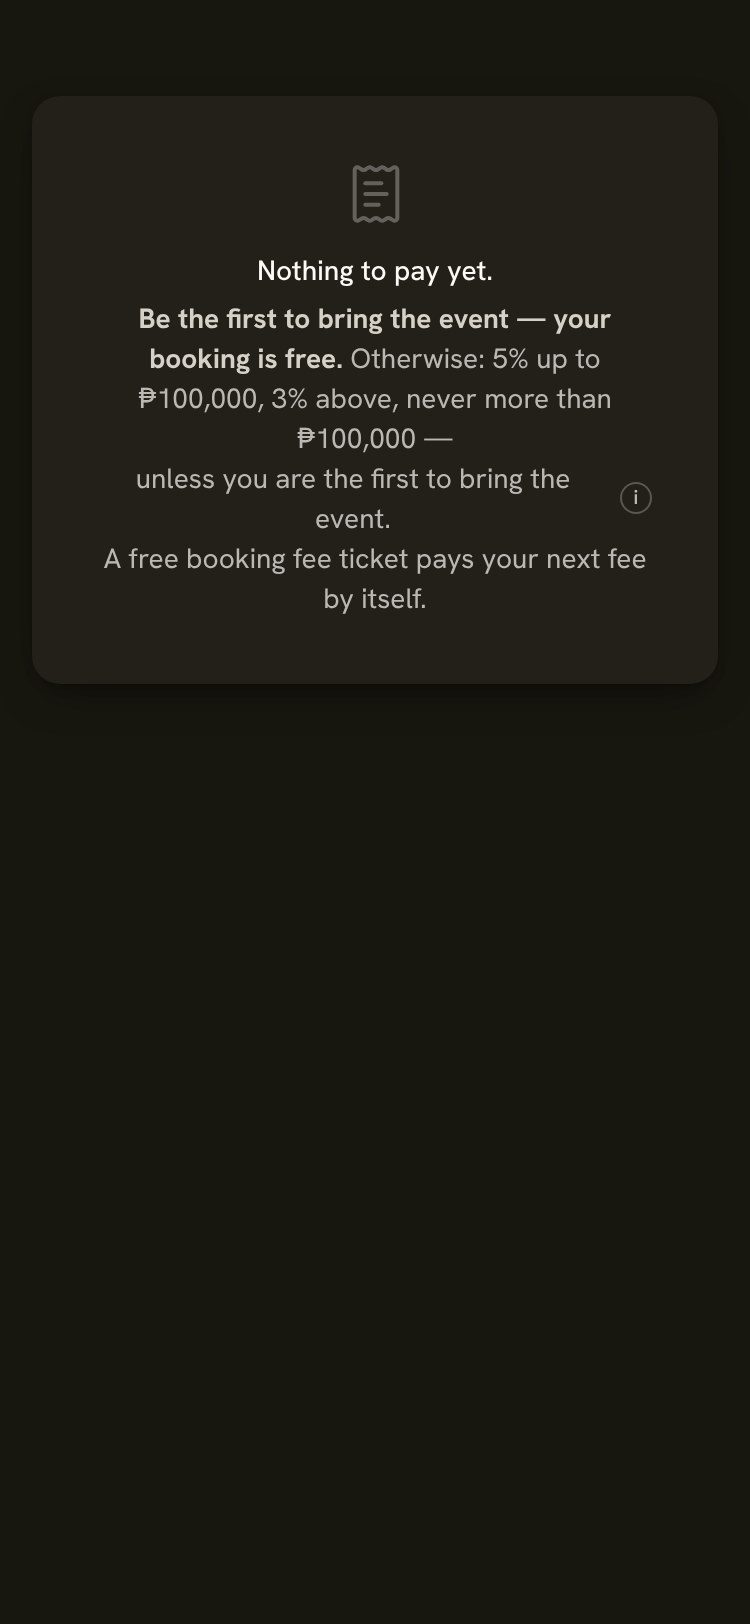 Nothing to pay yet.
Be the first to bring the event — your
booking is free. Otherwise: 5% up to
₱100,000, 3% above, never more than
₱100,000 —
unless you are the first to bring the
event.
i
A free booking fee ticket pays your next fee
by itself.